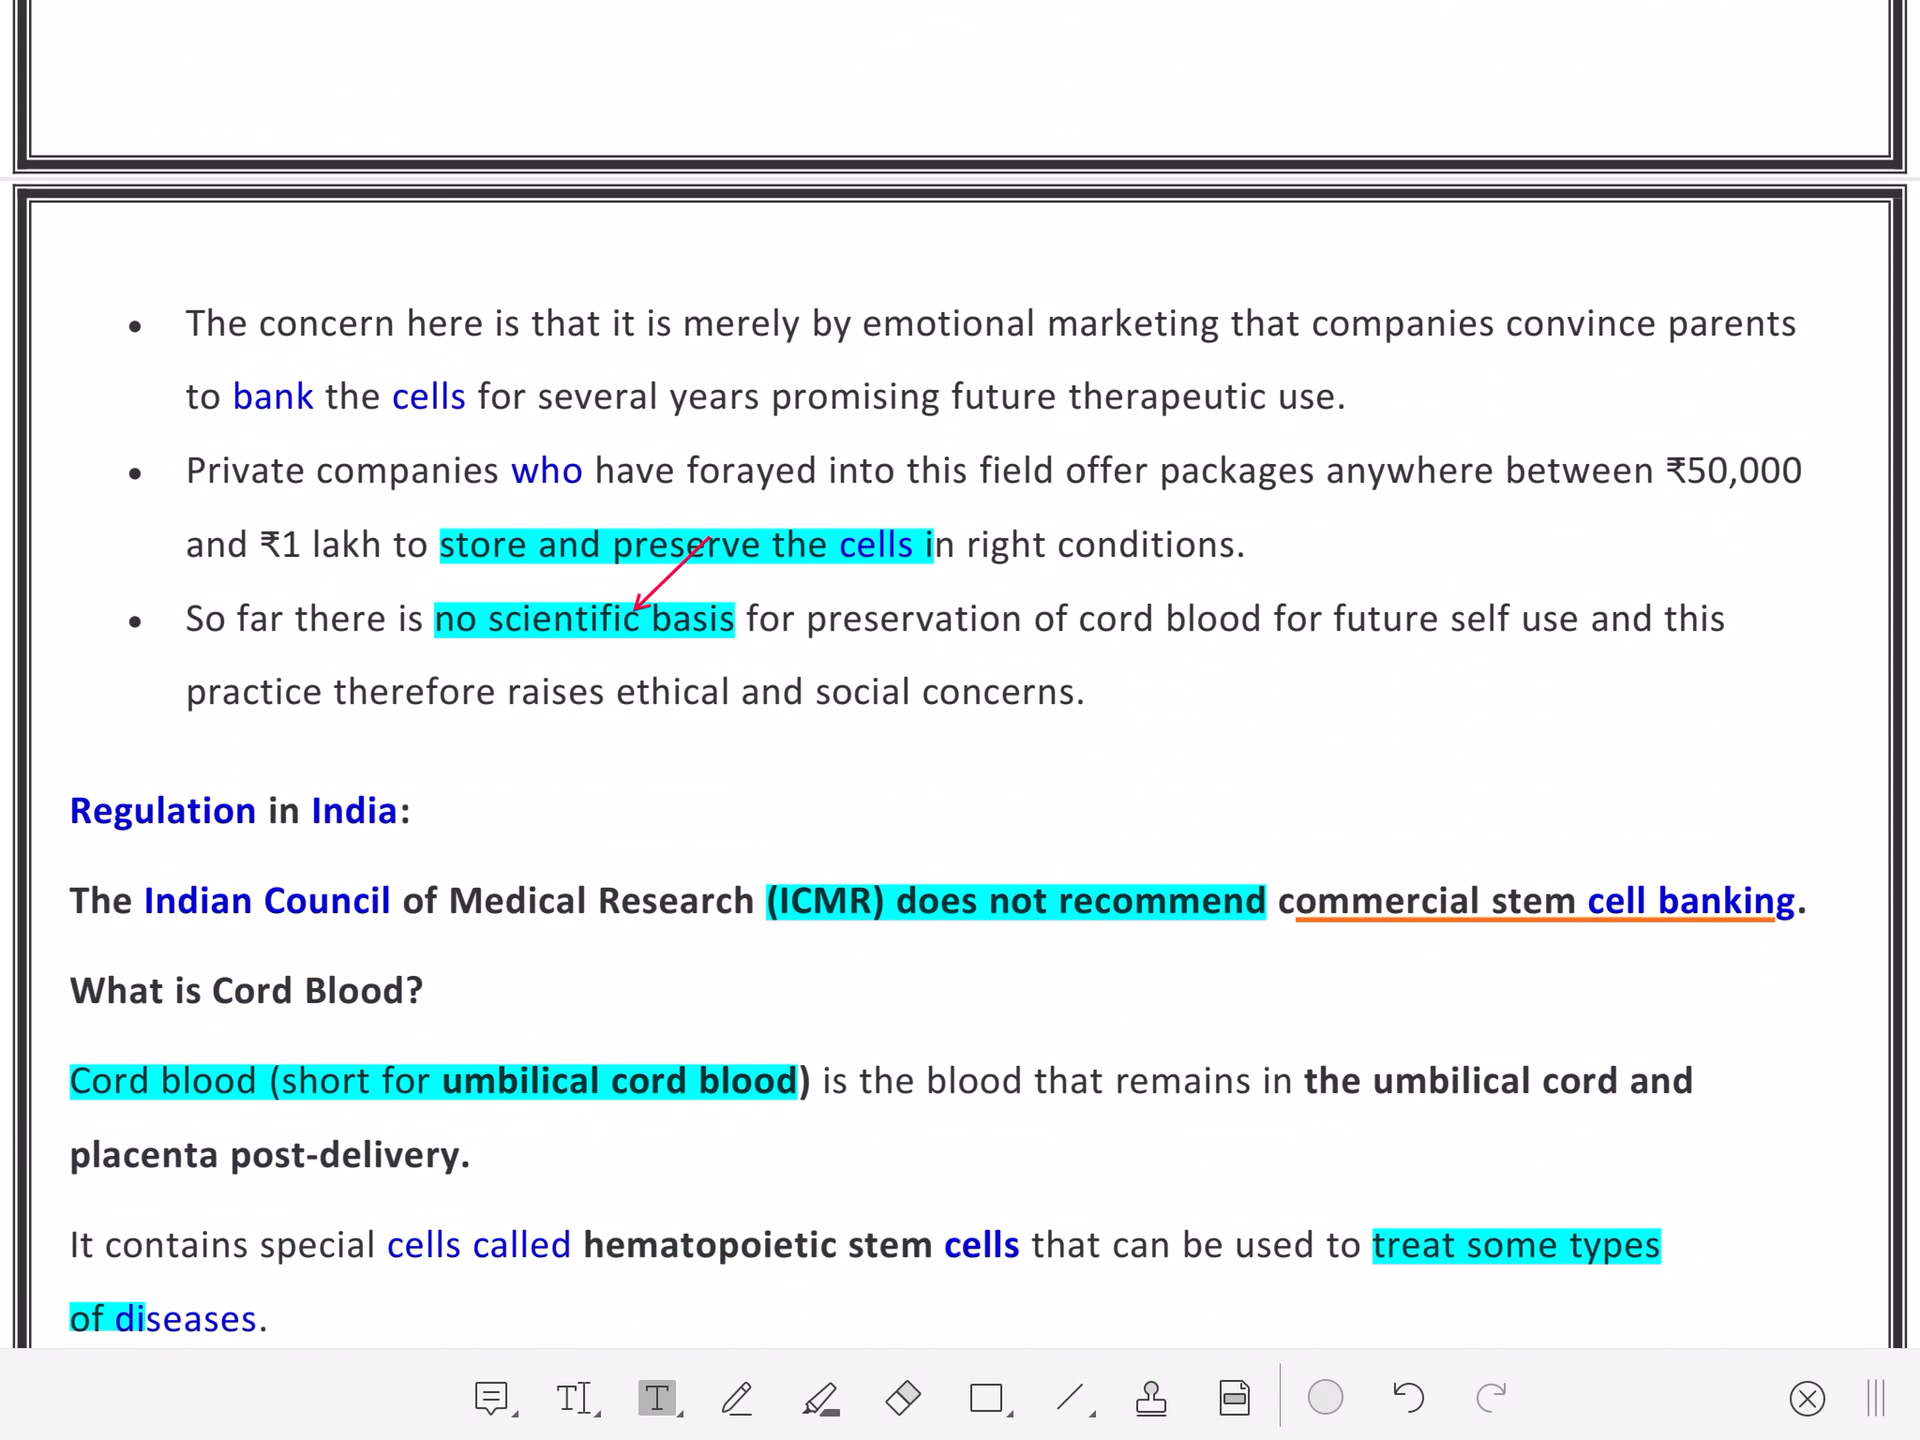 • The concern here is that it is merely by emotional marketing that companies convince parents
to bank the cells for several years promising future therapeutic use.
• Private companies who have forayed into this field offer packages anywhere between ₹50,000
and ₹1 lakh to store and preserve the cells in right conditions.
• So far there is no scientific basis for preservation of cord blood for future self use and this
practice therefore raises ethical and social concerns.
Regulation in India:
The Indian Council of Medical Research (ICMR) does not recommend commercial stem cell banking.
What is Cord Blood?
Cord blood (short for umbilical cord blood) is the blood that remains in the umbilical cord and
placenta post-delivery.
It contains special cells called hematopoietic stem cells that can be used to treat some types
of diseases.